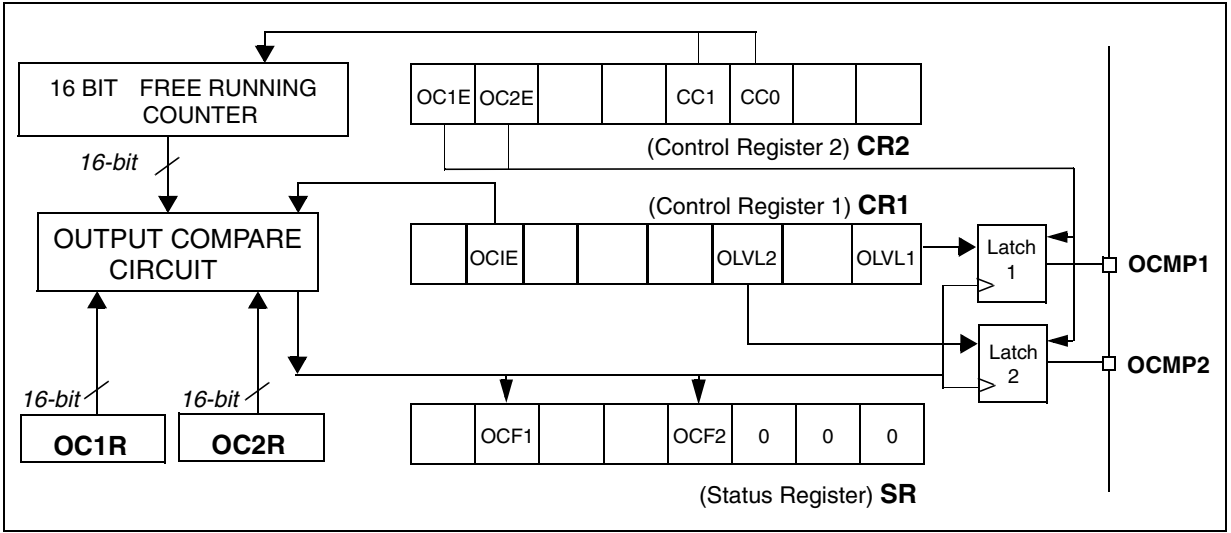 16 BIT FREE RUNNING
COUNTER
16-bit
OC1E OC2E CC1 CC0
(Control Register 2) CR2
(Control Register 1) CR1
OUTPUT COMPARE
CIRCUIT
OCIE OLVL2 OLVL1
Latch
1
OCMP1
Latch
2
OCMP2
16-bit
16-bit
OC1R
OC2R
OCF1 OCF2 0 0 0
(Status Register) SR